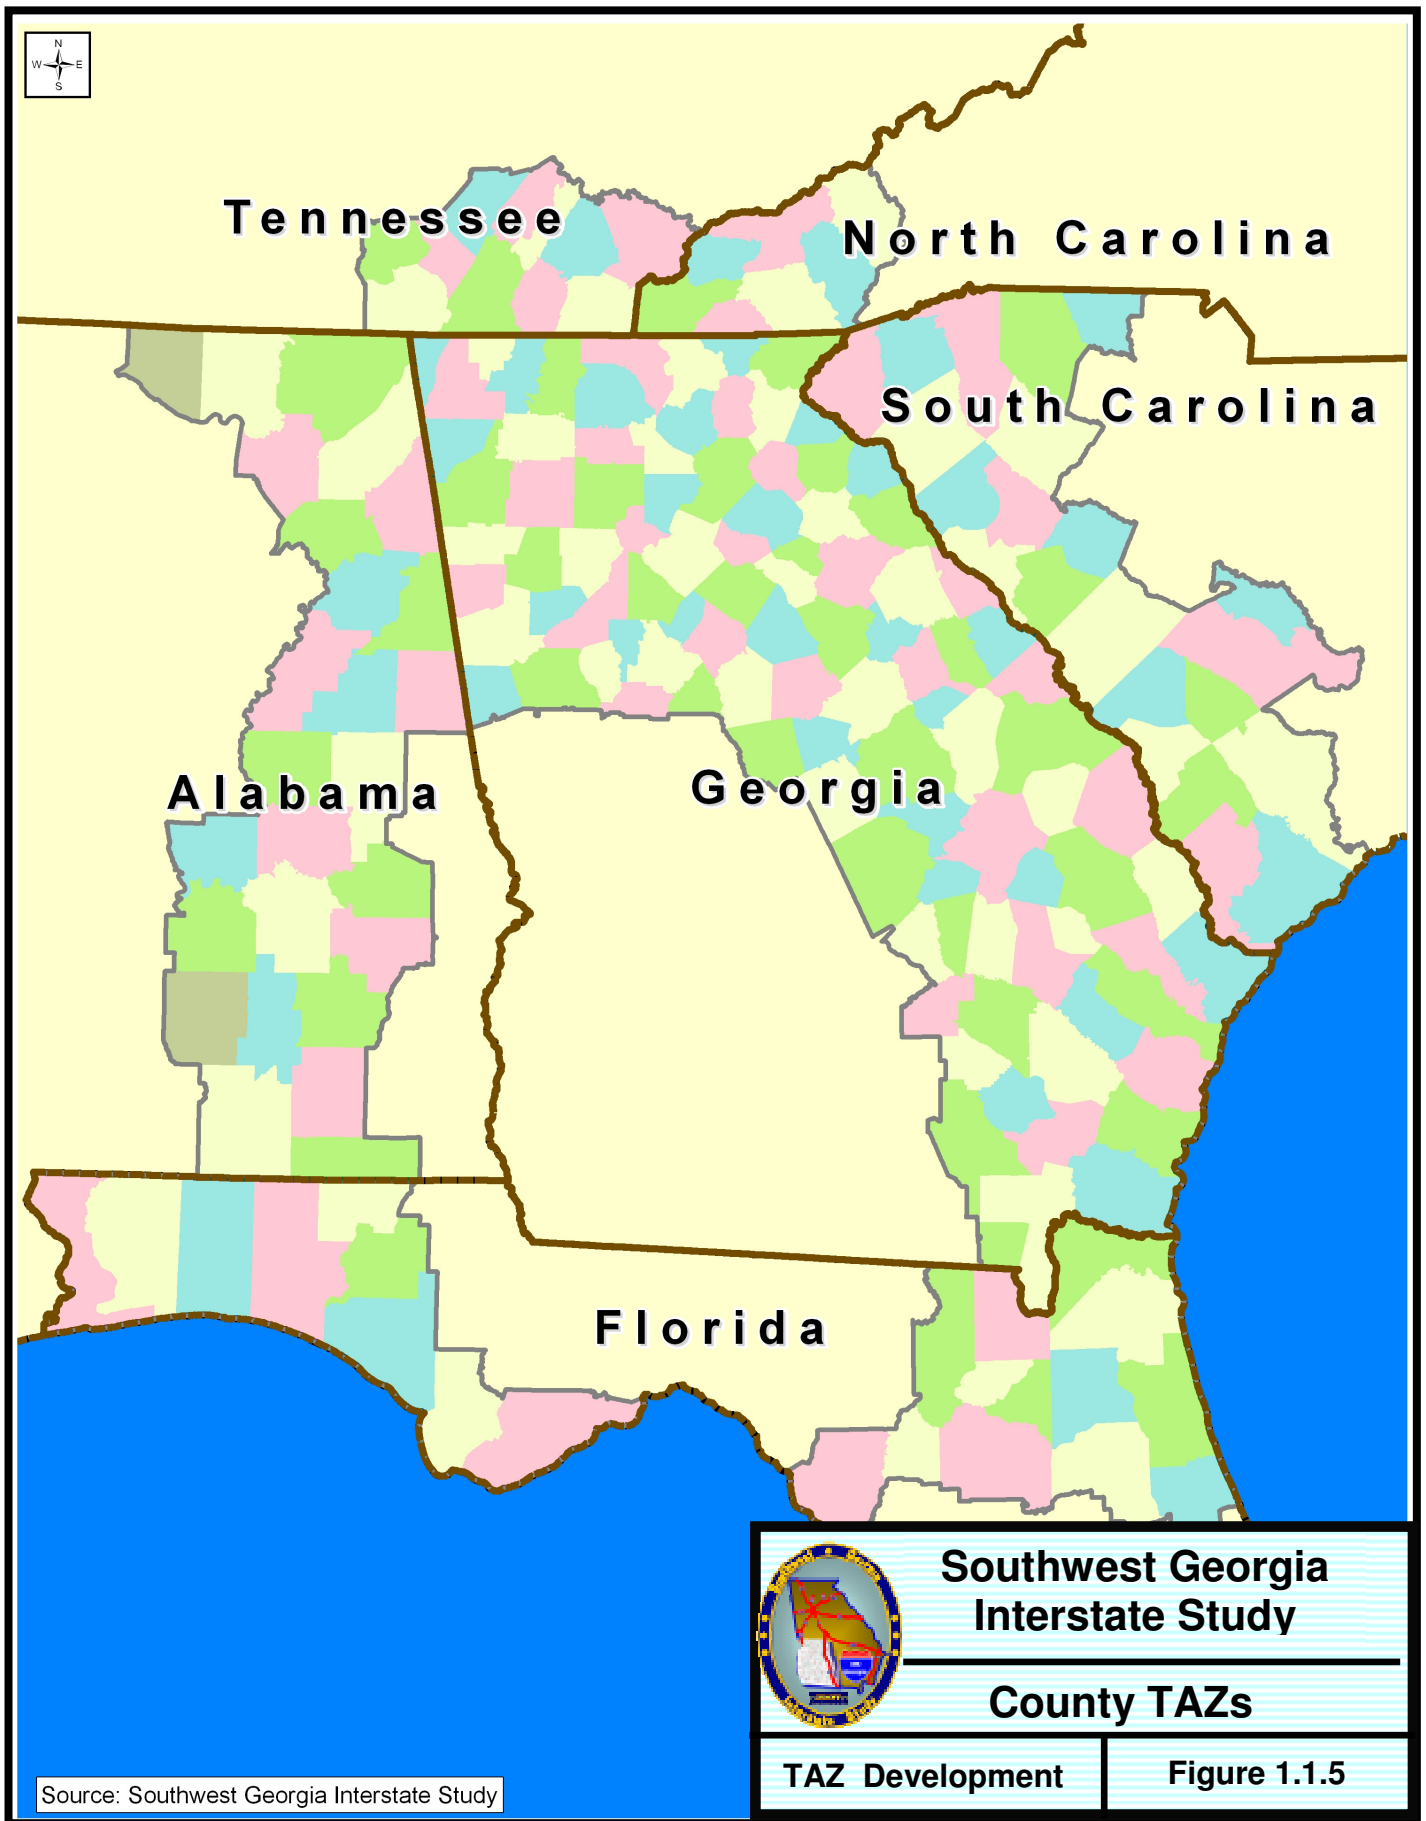 N
W E
S
Tennessee
North Carolina
South Carolina
Alabama
Georgia
Florida
Southwest Georgia
Interstate Study
County TAZs
TAZ Development
Figure 1.1.5
Source: Southwest Georgia Interstate Study